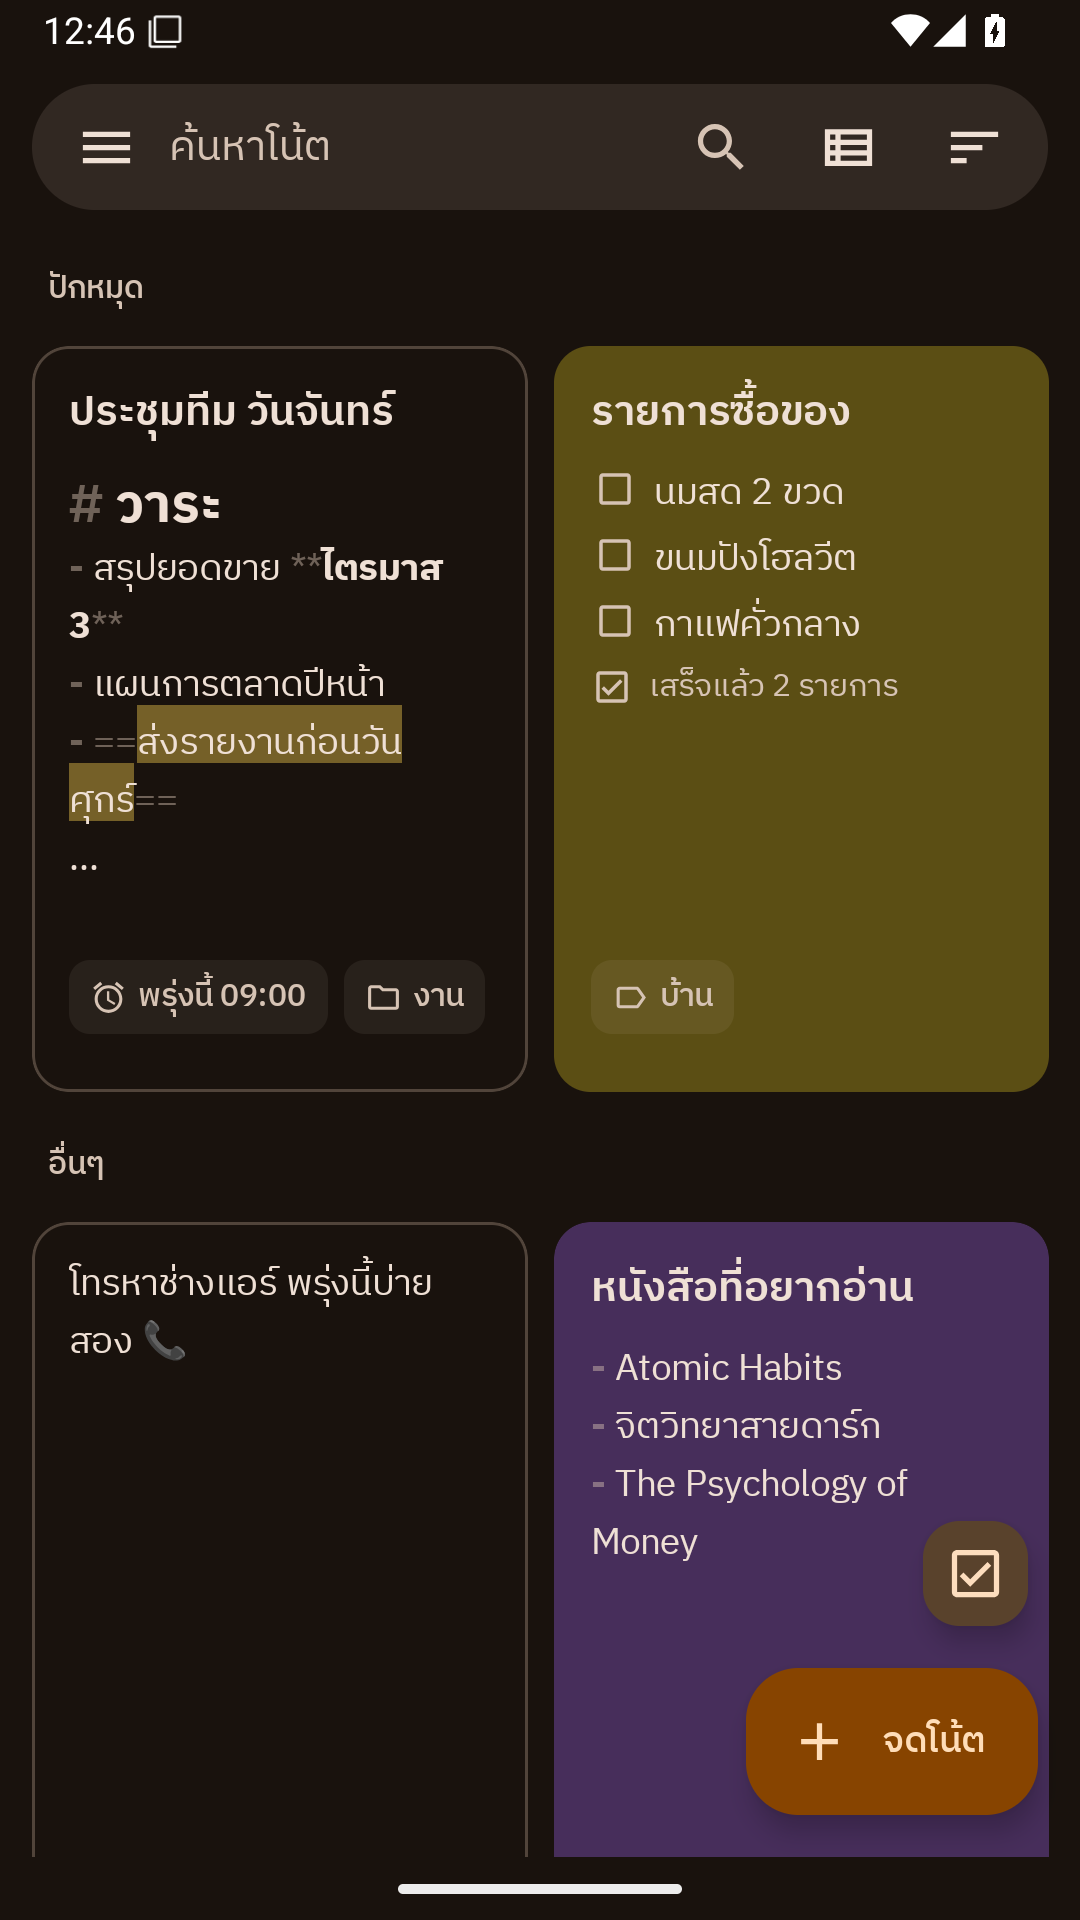 12:46
ค้นหาโน้ต
ปักหมุด
ประชุมทีม วันจันทร์
# วาระ
- สรุปยอดขาย **ไตรมาส
3**
- แผนการตลาดปีหน้า
- ==ส่งรายงานก่อนวัน
ศุกร์==
...
พรุ่งนี้ 09:00
งาน
รายการซื้อของ
นมสด 2 ขวด
ขนมปังโฮลวีต
กาแฟคั่วกลาง
เสร็จแล้ว 2 รายการ
บ้าน
อื่นๆ
โทรหาช่างแอร์ พรุ่งนี้บ่าย
สอง 📞
หนังสือที่อยากอ่าน
- Atomic Habits
- จิตวิทยาสายดาร์ก
- The Psychology of
Money
จดโน้ต